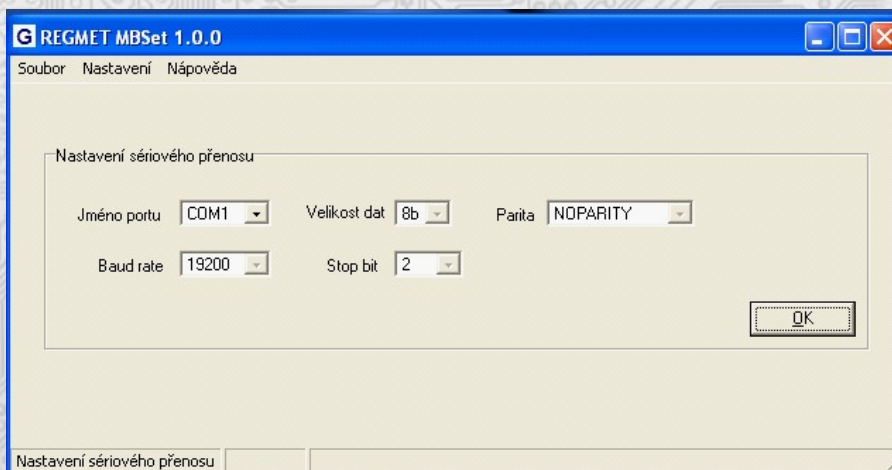 G REGMET MBSet 1.0.0
Soubor Nastavení Nápověda
Nastavení sériového přenosu
Jméno portu COM1 Velikost dat 8b Parita NOPARITY
Baud rate 19200 Stop bit 2
OK
Nastavení sériového přenosu